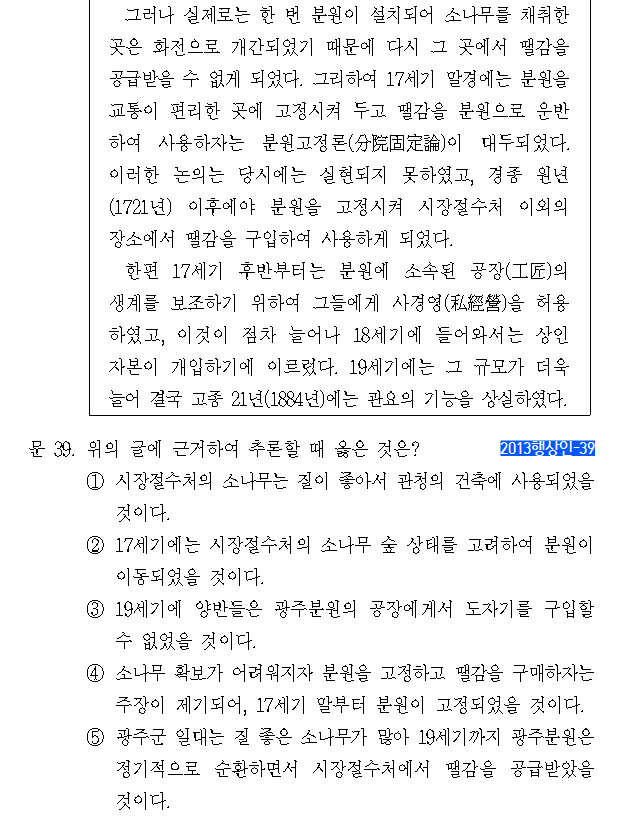 그러나 실제로는 한 번 분원이 설치되어 소나무를 채취한
곳은 화전으로 개간되었기 때문에 다시 그 곳에서 땔감을
공급받을 수 없게 되었다. 그리하여 17세기 말경에는 분원을
교통이 편리한 곳에 고정시켜 두고 땔감을 분원으로 운반
하여 사용하자는 분원고정론(分院固定論)이 대두되었다.
이러한 논의는 당시에는 실현되지 못하였고, 경종 원년
(1721년) 이후에야 분원을 고정시켜 시장절수처 이외의
장소에서 땔감을 구입하여 사용하게 되었다.
한편 17세기 후반부터는 분원에 소속된 공장(工匠)의
생계를 보조하기 위하여 그들에게 사경영(私經營)을 허용
하였고, 이것이 점차 늘어나 18세기에 들어와서는 상인
자본이 개입하기에 이르렀다. 19세기에는 그 규모가 더욱
늘어 결국 고종 21년(1884년)에는 관요의 기능을 상실하였다.
문 39. 위의 글에 근거하여 추론할 때 옳은 것은? 2013행상인-39
① 시장절수처의 소나무는 질이 좋아서 관청의 건축에 사용되었을
것이다.
② 17세기에는 시장절수처의 소나무 숲 상태를 고려하여 분원이
이동되었을 것이다.
③ 19세기에 양반들은 광주분원의 공장에게서 도자기를 구입할
수 없었을 것이다.
④ 소나무 확보가 어려워지자 분원을 고정하고 땔감을 구매하자는
주장이 제기되어, 17세기 말부터 분원이 고정되었을 것이다.
⑤ 광주군 일대는 질 좋은 소나무가 많아 19세기까지 광주분원은
정기적으로 순환하면서 시장절수처에서 땔감을 공급받았을
것이다.